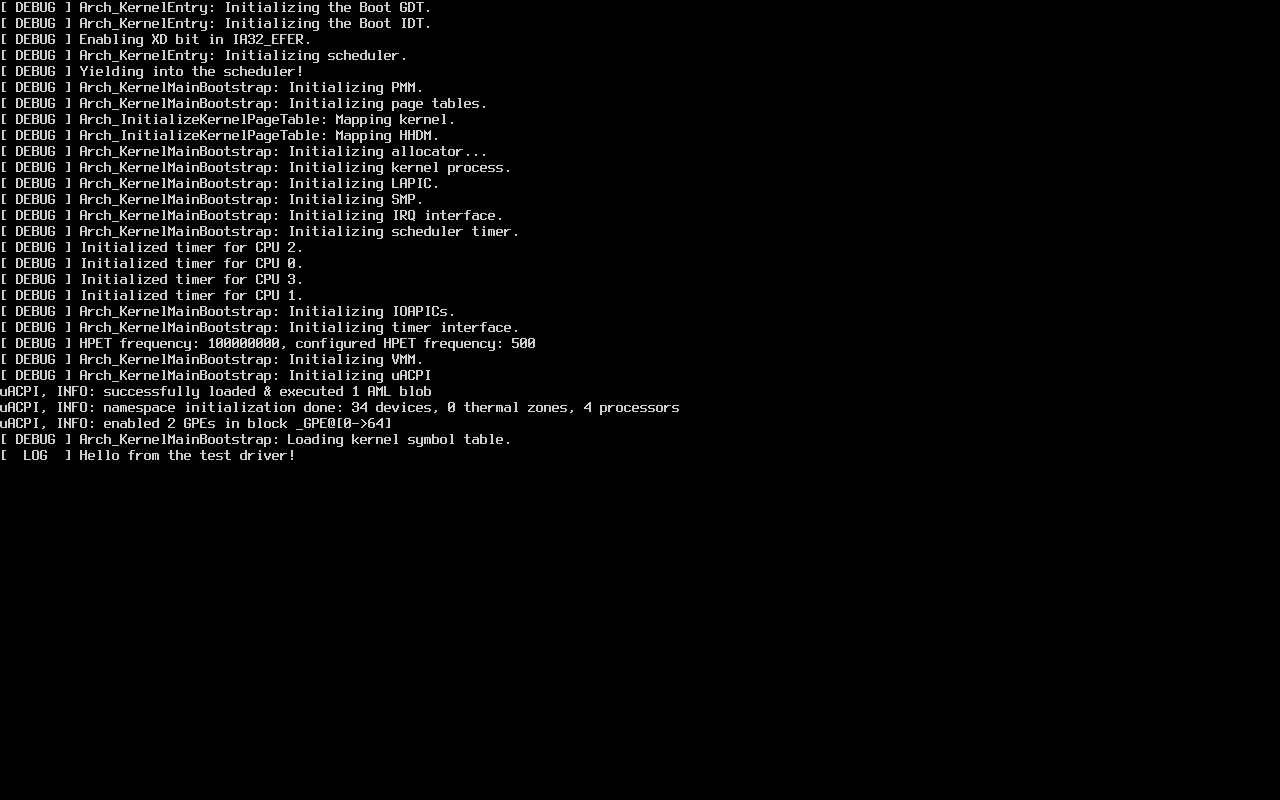 [ DEBUG ] Arch_KernelEntry: Initializing the Boot GDT.
[ DEBUG ] Arch_KernelEntry: Initializing the Boot IDT.
[ DEBUG ] Enabling XD bit in IA32_EFER.
[ DEBUG ] Arch_KernelEntry: Initializing scheduler.
[ DEBUG ] Yielding into the scheduler!
[ DEBUG ] Arch_KernelMainBootstrap: Initializing PMM.
[ DEBUG ] Arch_KernelMainBootstrap: Initializing page tables.
[ DEBUG ] Arch_InitializeKernelPageTable: Mapping kernel.
[ DEBUG ] Arch_InitializeKernelPageTable: Mapping HHDM.
[ DEBUG ] Arch_KernelMainBootstrap: Initializing allocator...
[ DEBUG ] Arch_KernelMainBootstrap: Initializing kernel process.
[ DEBUG ] Arch_KernelMainBootstrap: Initializing LAPIC.
[ DEBUG ] Arch_KernelMainBootstrap: Initializing SMP.
[ DEBUG ] Arch_KernelMainBootstrap: Initializing IRQ interface.
[ DEBUG ] Arch_KernelMainBootstrap: Initializing scheduler timer.
[ DEBUG ] Initialized timer for CPU 2.
[ DEBUG ] Initialized timer for CPU 0.
[ DEBUG ] Initialized timer for CPU 3.
[ DEBUG ] Initialized timer for CPU 1.
[ DEBUG ] Arch_KernelMainBootstrap: Initializing IOAPICs.
[ DEBUG ] Arch_KernelMainBootstrap: Initializing timer interface.
[ DEBUG ] HPET frequency: 100000000, configured HPET frequency: 500
[ DEBUG ] Arch_KernelMainBootstrap: Initializing VMM.
[ DEBUG ] Arch_KernelMainBootstrap: Initializing uACPI
uACPI, INFO: successfully loaded & executed 1 AML blob
uACPI, INFO: namespace initialization done: 34 devices, 0 thermal zones, 4 processors
uACPI, INFO: enabled 2 GPEs in block _GPE@[0->64]
[ DEBUG ] Arch_KernelMainBootstrap: Loading kernel symbol table.
[  LOG  ] Hello from the test driver!